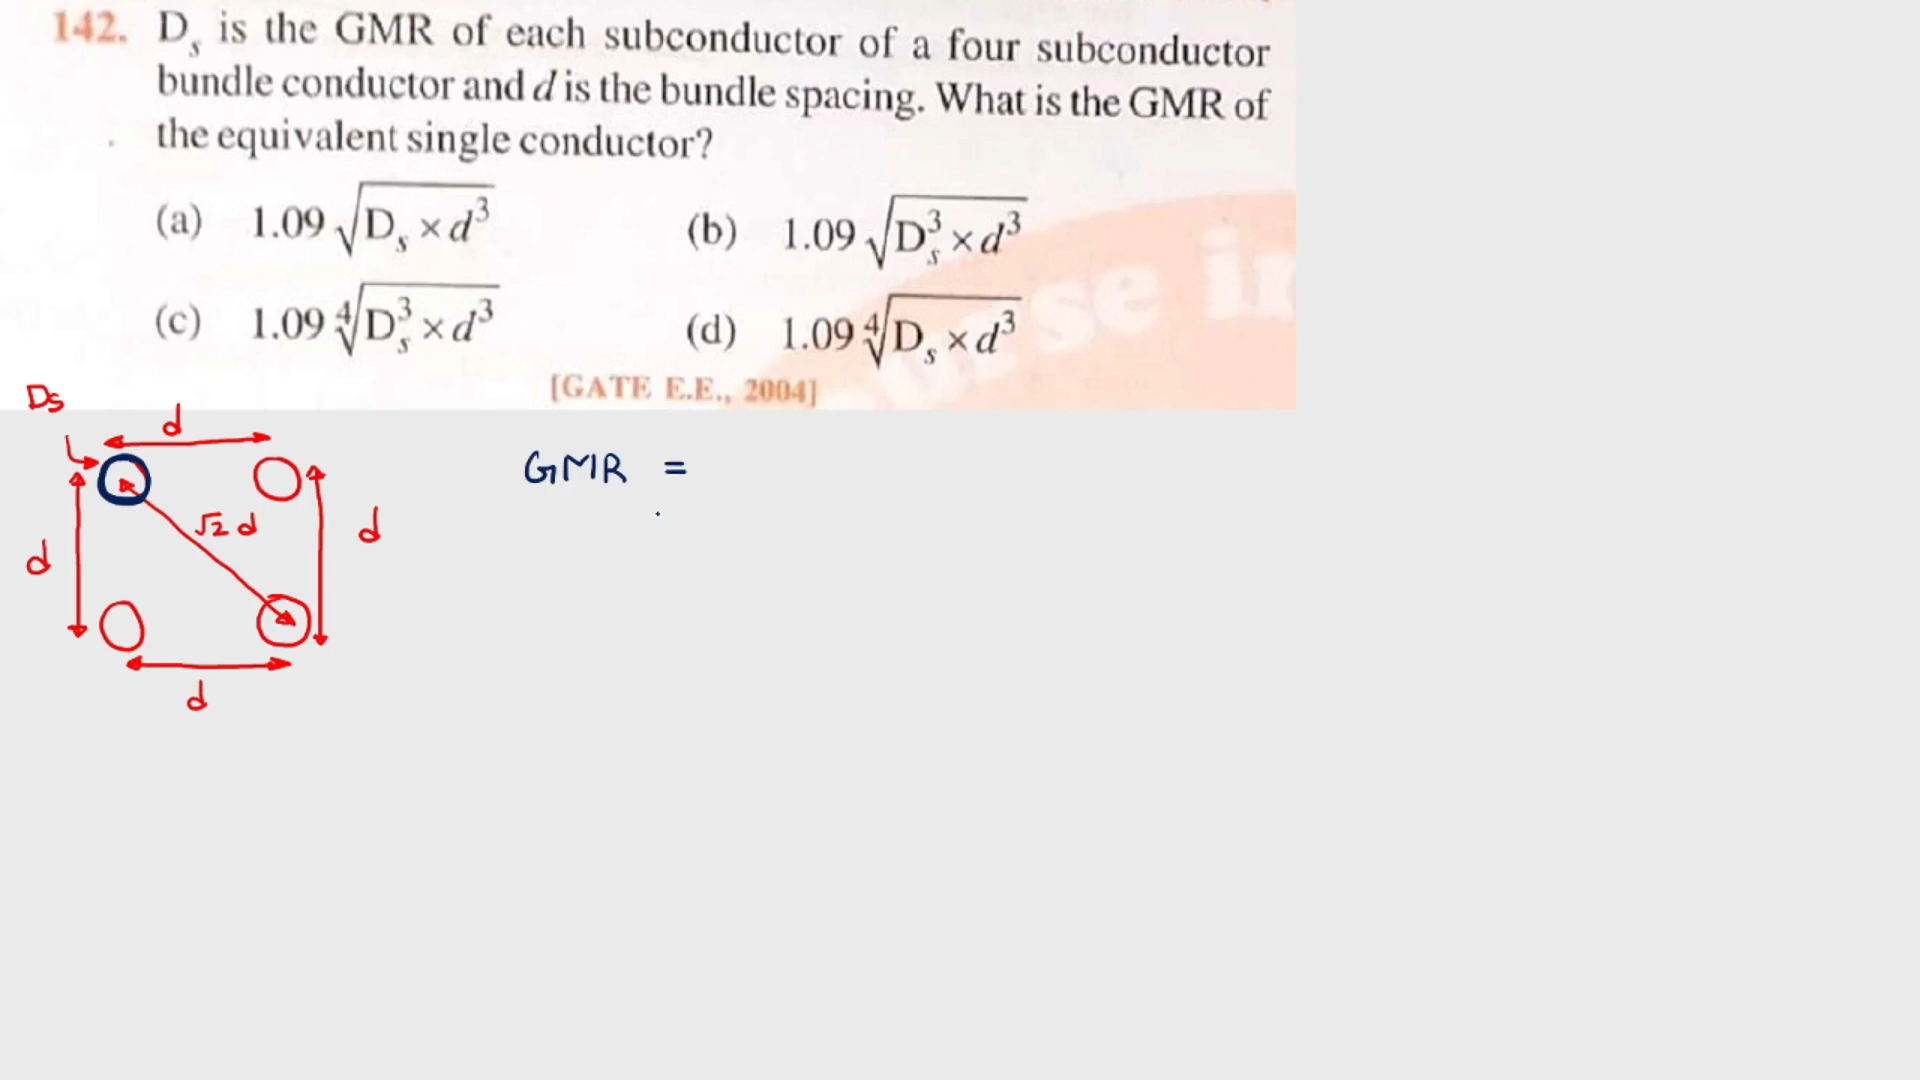 142. Dₛ is the GMR of each subconductor of a four subconductor
bundle conductor and d is the bundle spacing. What is the GMR of
the equivalent single conductor?
(a) 1.09 √(Dₛ × d³)
(b) 1.09 √(Dₛ³ × d³)
(c) 1.09 ⁴√(Dₛ³ × d³)
(d) 1.09 ⁴√(Dₛ × d³)
[GATE E.E., 2004]
Ds
d
GMR =
√2 d
d
d
d